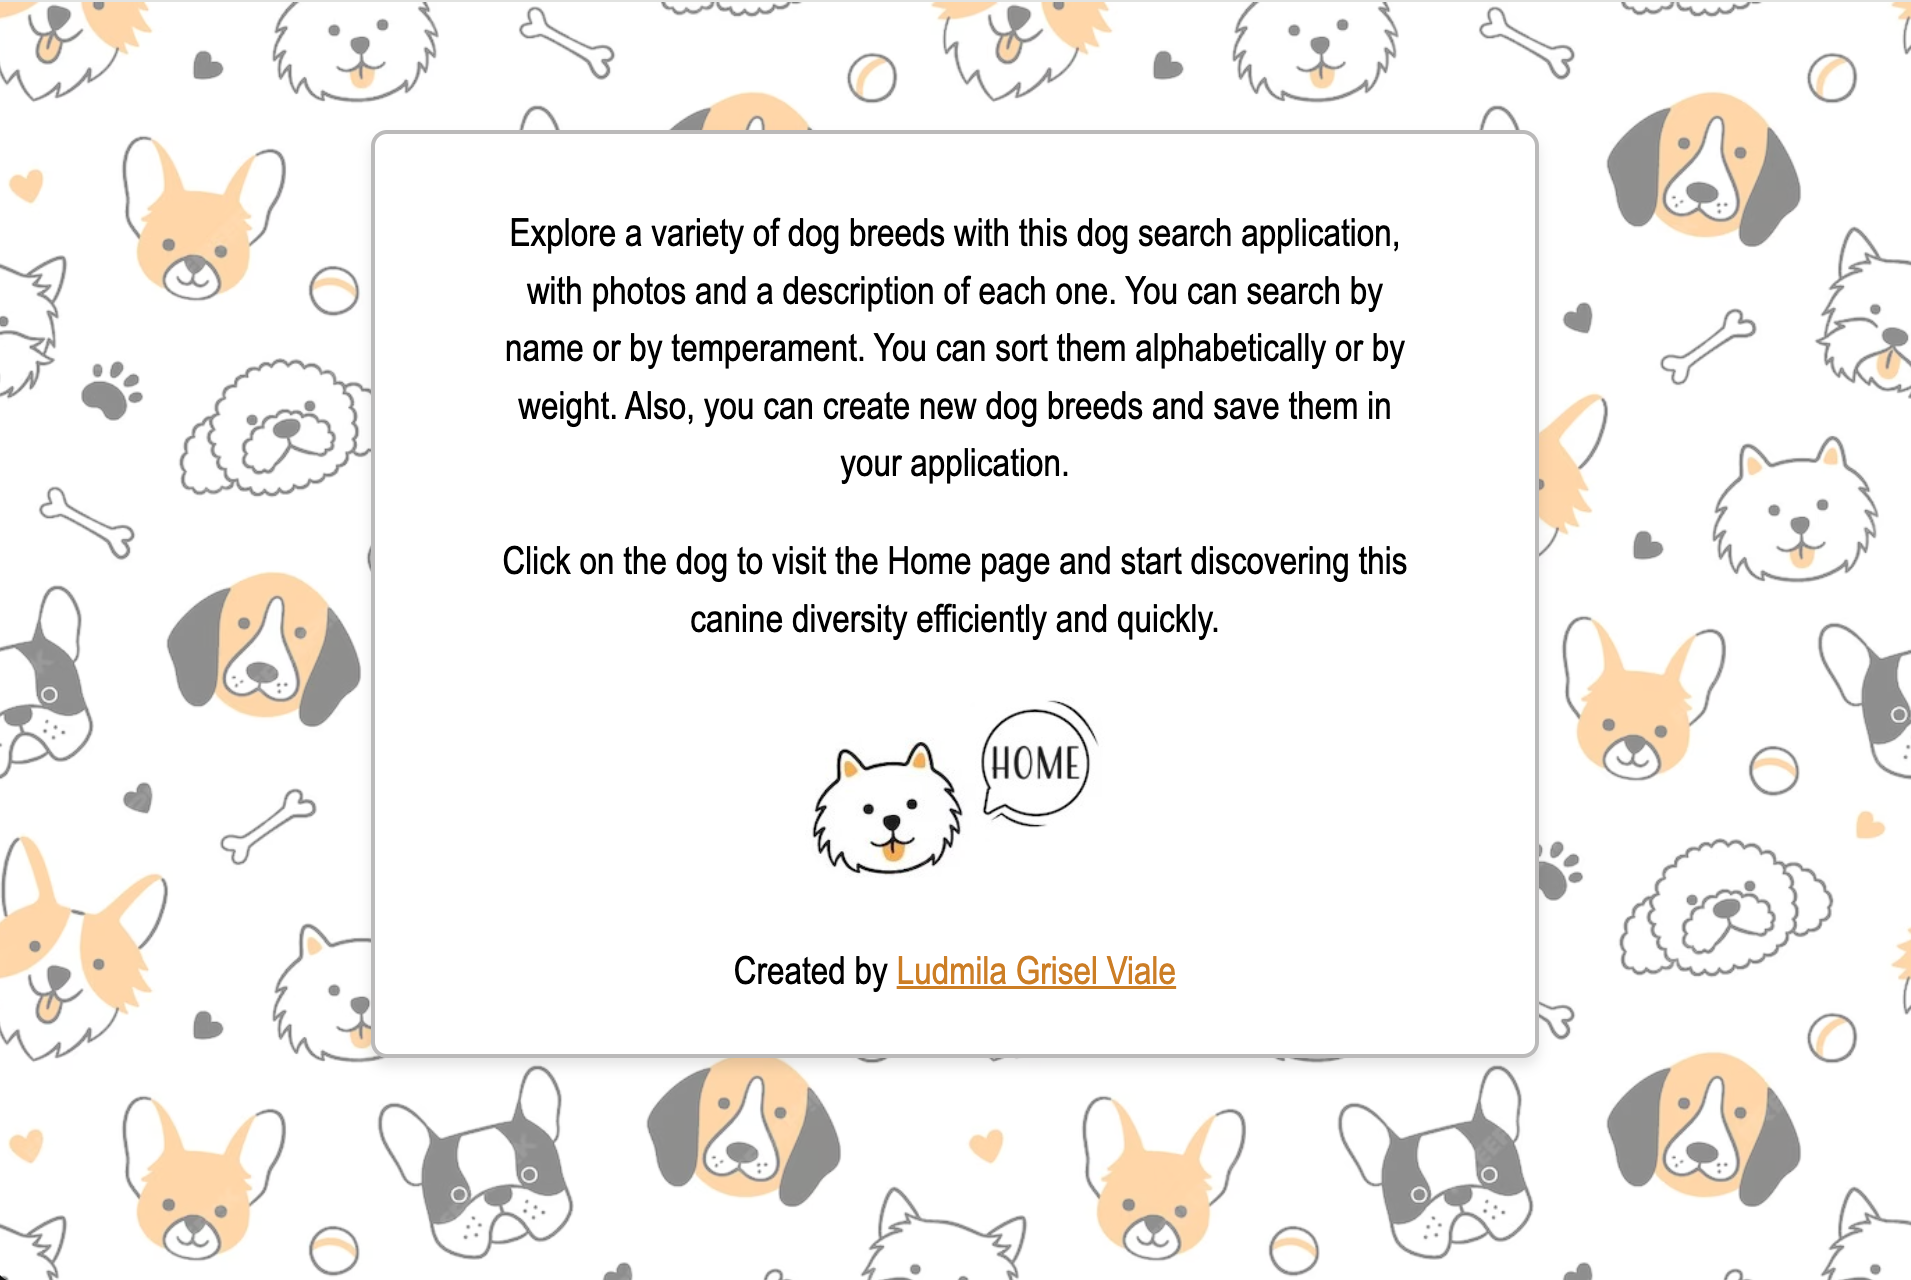 Explore a variety of dog breeds with this dog search application,
with photos and a description of each one. You can search by
name or by temperament. You can sort them alphabetically or by
weight. Also, you can create new dog breeds and save them in
your application.
Click on the dog to visit the Home page and start discovering this
canine diversity efficiently and quickly.
HOME
Created by Ludmila Grisel Viale